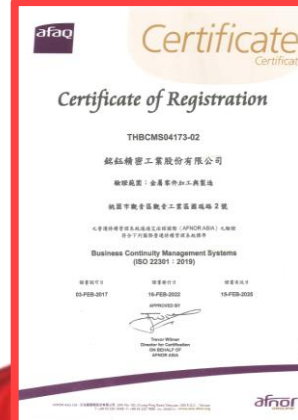 afaq
Certificate
Certificat
Certificate of Registration
THBCMS04173-02
銘鈺精密工業股份有限公司
驗證範圍：金屬零件加工與製造
桃園市觀音區觀音工業區國瑞路 2 號
Business Continuity Management Systems
(ISO 22301：2019)
03-FEB-2017 16-FEB-2022 15-FEB-2025
APPROVED BY
Trevor Wilmer
Director for Certification
ON BEHALF OF
AFNOR ASIA
afnor